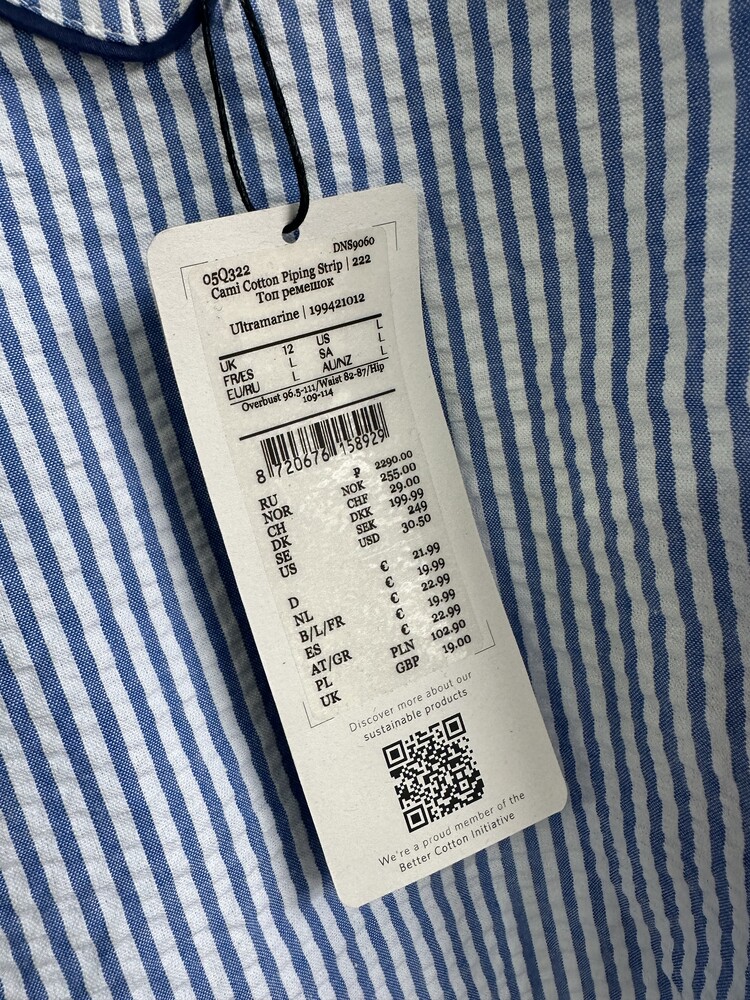 DNS9060
05Q322
Cami Cotton Piping Strip | 222
Топ ремешок
Ultramarine | 199421012
UK 12 US L
FR/ES L SA L
EU/RU L AU/NZ L
Overbust 96.5-111/Waist 82-87/Hip
109-114
8 720676 158929
RU ₽ 2290.00
NOR NOK 255.00
CH CHF 29.00
DK DKK 199.99
SE SEK 249
US USD 30.50
D € 21.99
NL € 19.99
B/L/FR € 22.99
ES € 19.99
AT/GR € 22.99
PL PLN 102.90
UK GBP 19.00
Discover more about our
sustainable products
We're a proud member of the
Better Cotton Initiative